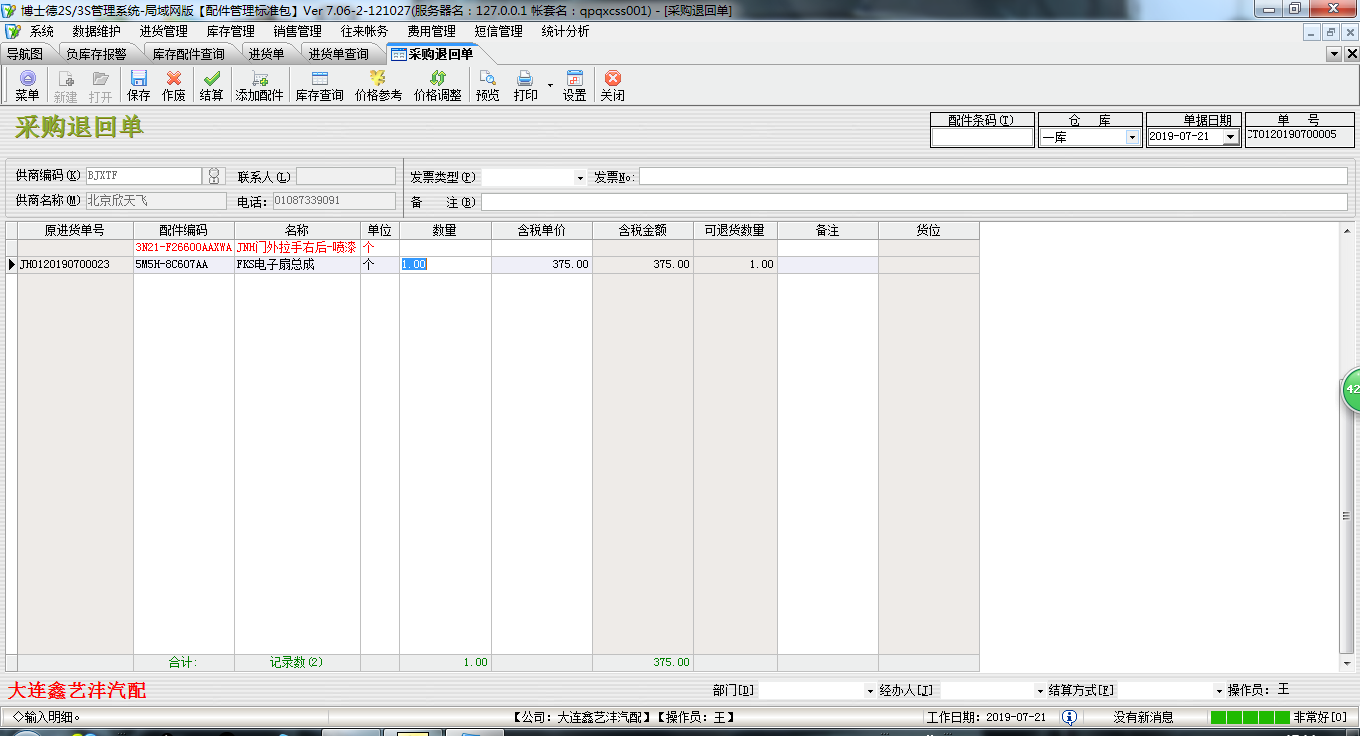 博士德2S/3S管理系统-局域网版【配件管理标准包】Ver 7.06-2-121027(服务器名：127.0.0.1 帐套名：qpqxcss001) - [采购退回单]
系统 数据维护 进货管理 库存管理 销售管理 往来帐务 费用管理 短信管理 统计分析
导航图 负库存报警 库存配件查询 进货单 进货单查询 采购退回单
菜单 新建 打开 保存 作废 结算 添加配件 库存查询 价格参考 价格调整 预览 打印 设置 关闭
采购退回单
配件条码(T) 仓 库 单据日期 单 号
一库 2019-07-21 CT0120190700005
供商编码(K) BJXTF 联系人(L) 发票类型(P) 发票No:
供商名称(M) 北京欣天飞 电话: 01087339091 备 注(B)
原进货单号 配件编码 名称 单位 数量 含税单价 含税金额 可退货数量 备注 货位
3N21-F26600AAXWA JNH门外拉手右后-喷漆 个
JH0120190700023 5M5H-8C607AA FKS电子扇总成 个 1.00 375.00 375.00 1.00
合计: 记录数(2) 1.00 375.00
大连鑫艺沣汽配 部门[D] 经办人[J] 结算方式[F] 操作员: 王
◇输入明细。 【公司: 大连鑫艺沣汽配】【操作员: 王】 工作日期: 2019-07-21 没有新消息 非常好[0]
42